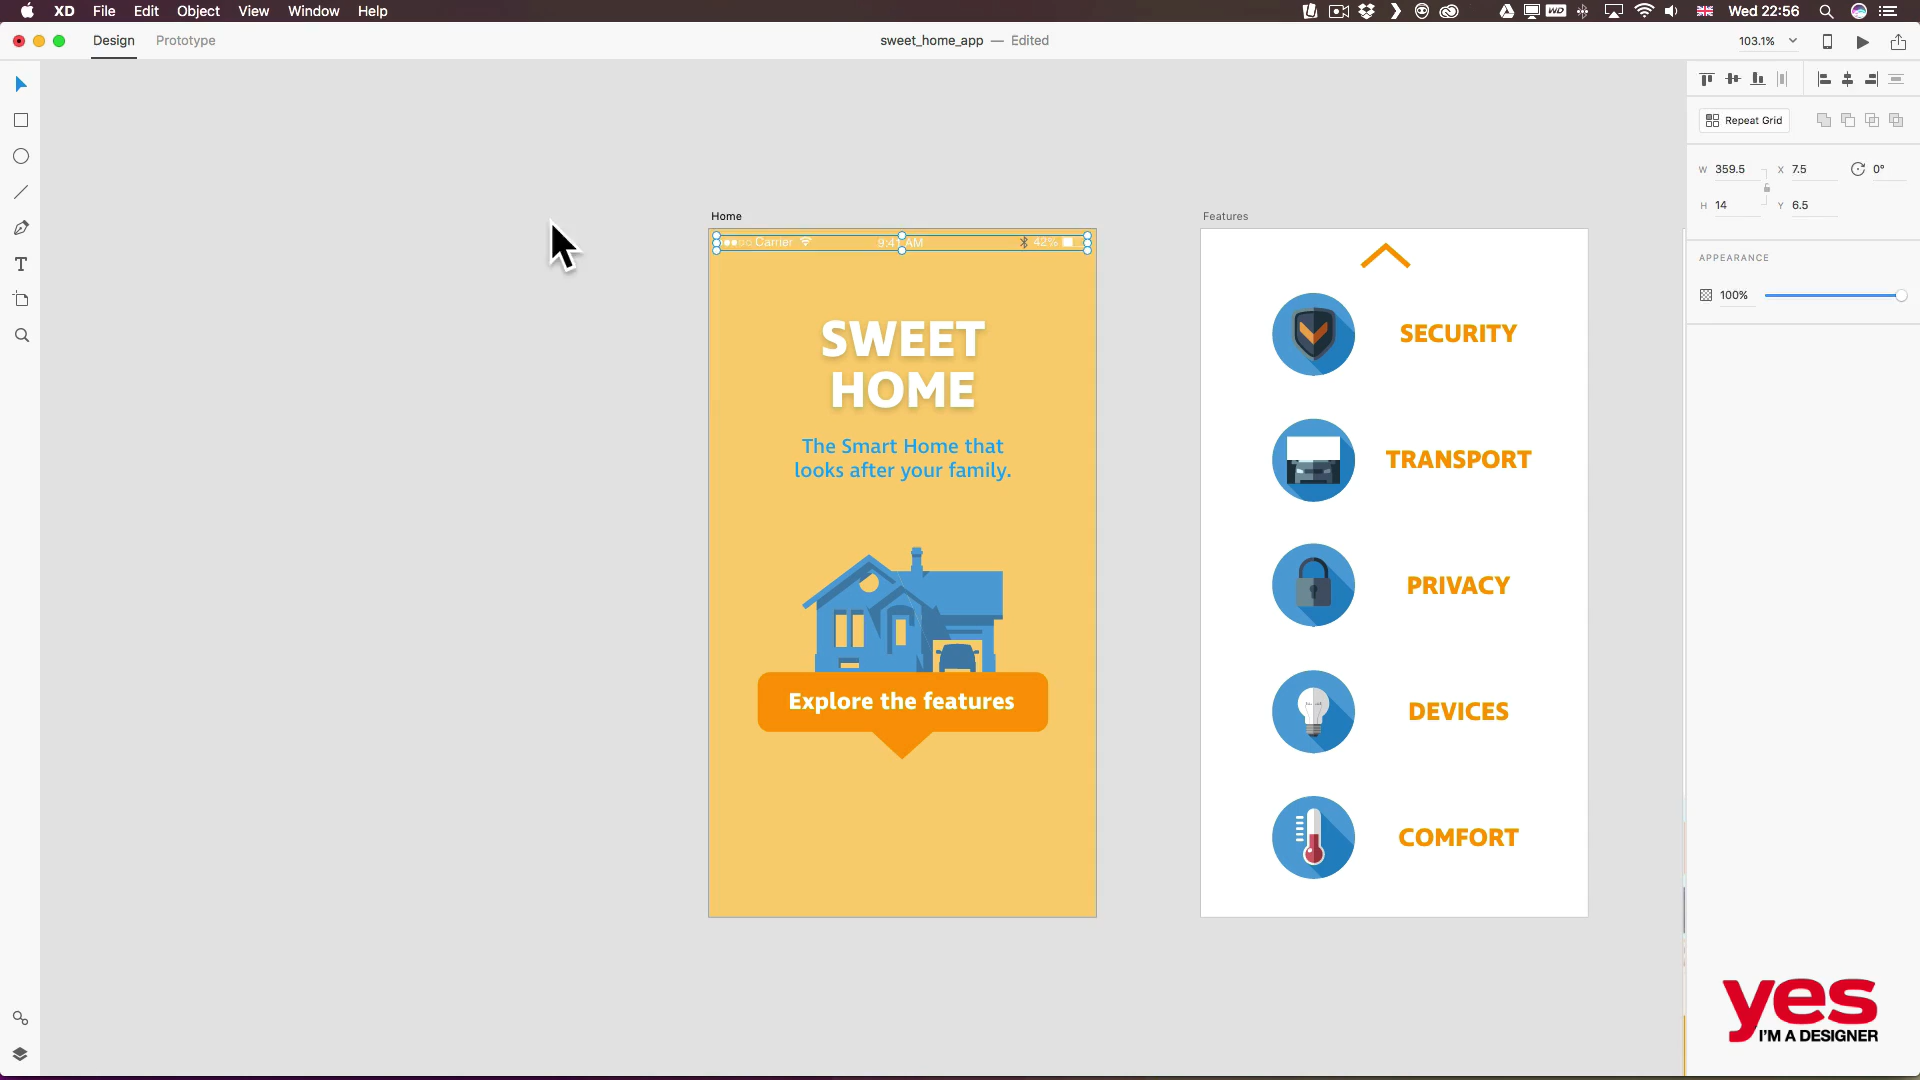 XD File Edit Object View Window Help
WD Wed 22:56
Design Prototype
sweet_home_app — Edited
103.1%
Repeat Grid
W 359.5 X 7.5 0°
H 14 Y 6.5
APPEARANCE
100%
Home
Carrier 9:41 AM 42%
SWEET
HOME
The Smart Home that
looks after your family.
Explore the features
Features
SECURITY
TRANSPORT
PRIVACY
DEVICES
COMFORT
yes
I'M A DESIGNER